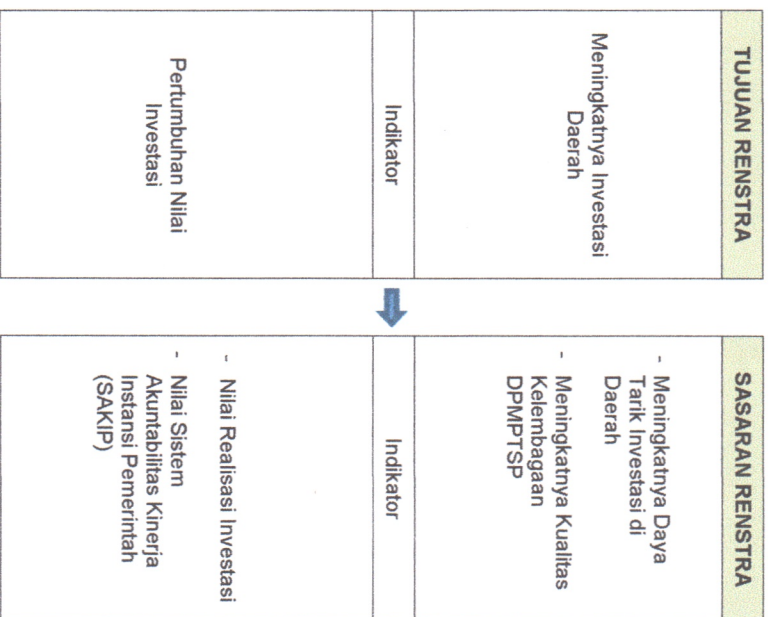 TUJUAN RENSTRA
Meningkatnya Investasi
Daerah
Indikator
Pertumbuhan Nilai
Investasi
SASARAN RENSTRA
- Meningkatnya Daya
Tarik Investasi di
Daerah
- Meningkatnya Kualitas
Kelembagaan
DPMPTSP
Indikator
- Nilai Realisasi Investasi
- Nilai Sistem
Akuntabilitas Kinerja
Instansi Pemerintah
(SAKIP)